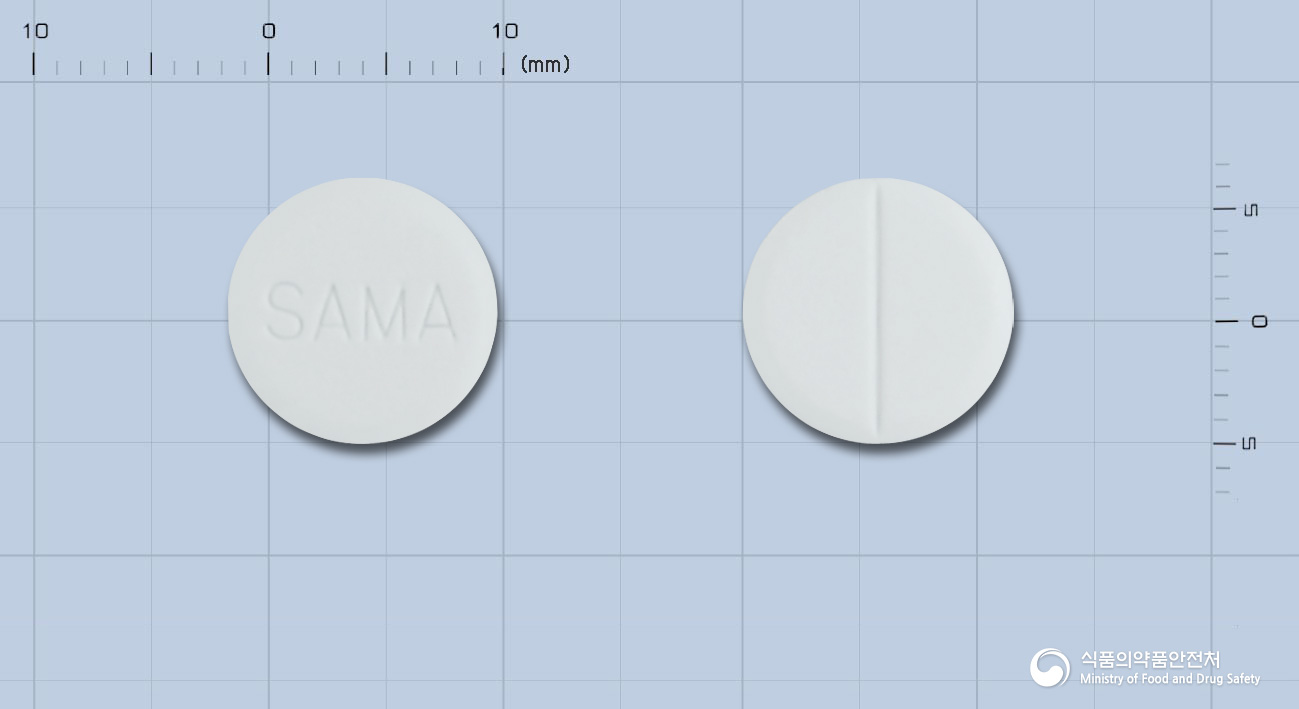 10 0 10
(mm)
SAMA
5
0
5
식품의약품안전처
Ministry of Food and Drug Safety